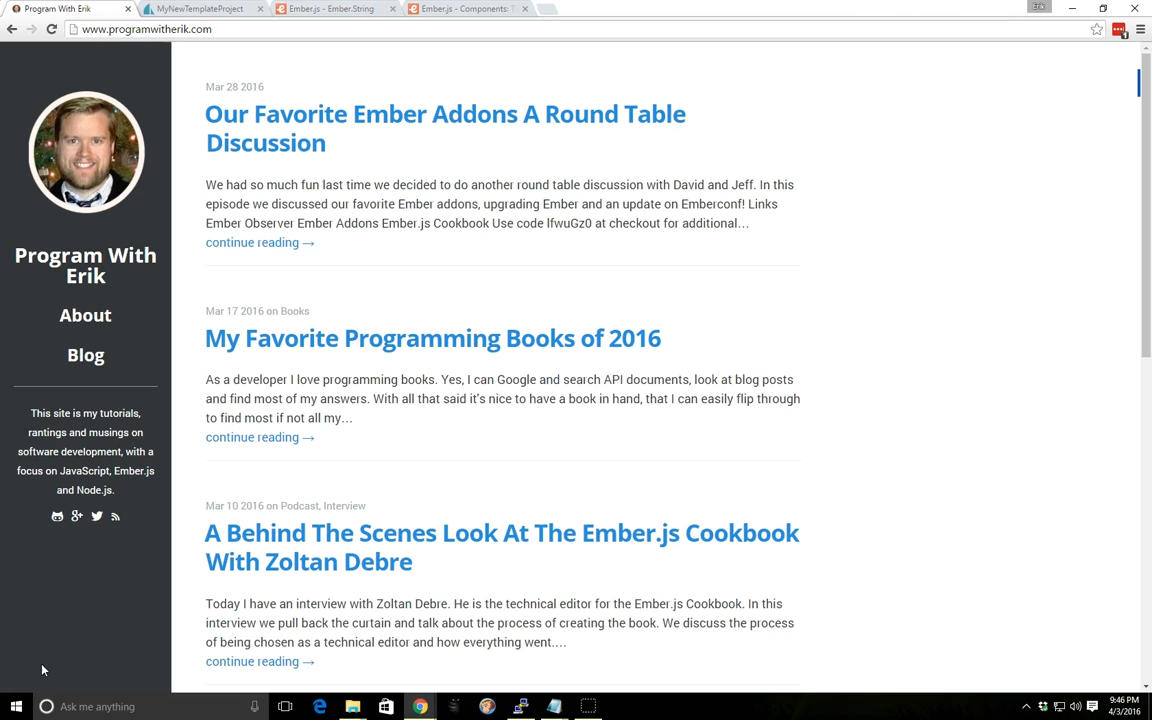 Program With Erik
MyNewTemplateProject
Ember.js - Ember.String
Ember.js - Components: T
Erik
www.programwitherik.com
1
Mar 28 2016
Our Favorite Ember Addons A Round Table
Discussion
We had so much fun last time we decided to do another round table discussion with David and Jeff. In this
episode we discussed our favorite Ember addons, upgrading Ember and an update on Emberconf! Links
Ember Observer Ember Addons Ember.js Cookbook Use code lfwuGz0 at checkout for additional…
continue reading →
Program With
Erik
About
Blog
This site is my tutorials,
rantings and musings on
software development, with a
focus on JavaScript, Ember.js
and Node.js.
Mar 17 2016 on Books
My Favorite Programming Books of 2016
As a developer I love programming books. Yes, I can Google and search API documents, look at blog posts
and find most of my answers. With all that said it's nice to have a book in hand, that I can easily flip through
to find most if not all my…
continue reading →
Mar 10 2016 on Podcast, Interview
A Behind The Scenes Look At The Ember.js Cookbook
With Zoltan Debre
Today I have an interview with Zoltan Debre. He is the technical editor for the Ember.js Cookbook. In this
interview we pull back the curtain and talk about the process of creating the book. We discuss the process
of being chosen as a technical editor and how everything went.…
continue reading →
Ask me anything
9:46 PM
4/3/2016